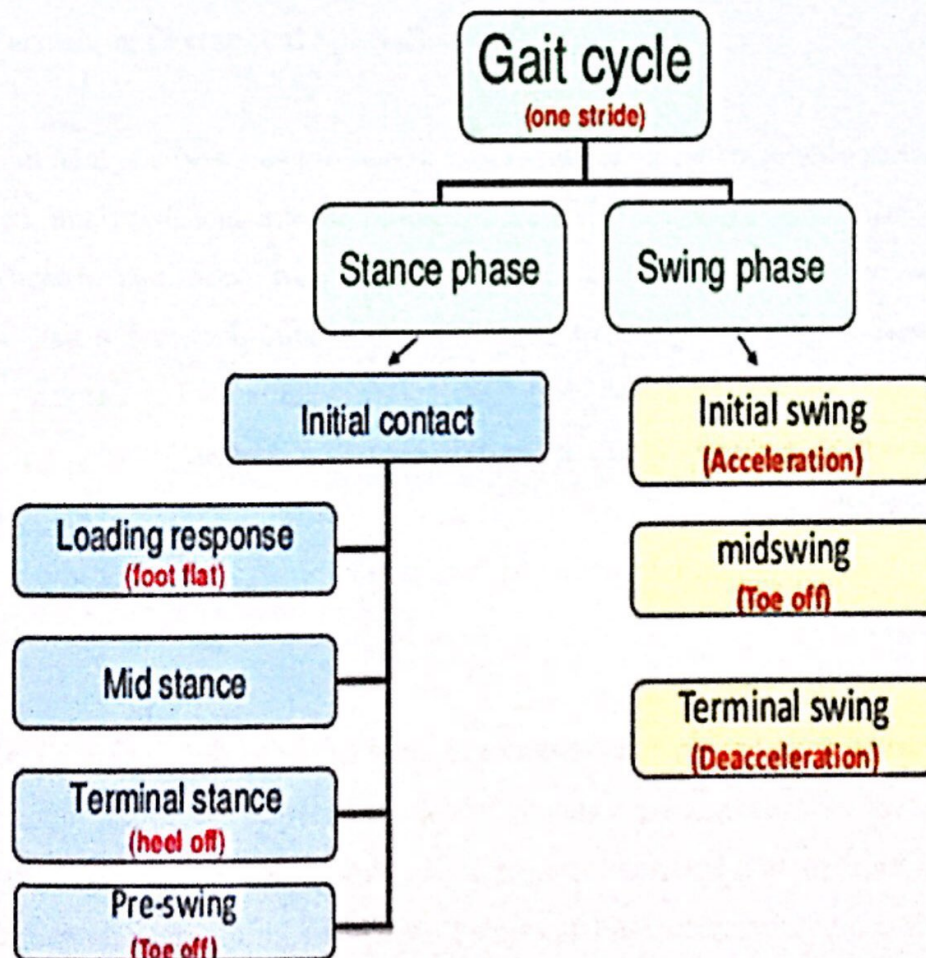 Gait cycle
(one stride)
Stance phase
Swing phase
Initial contact
Loading response
(foot flat)
Mid stance
Terminal stance
(heel off)
Pre-swing
(Toe off)
Initial swing
(Acceleration)
midswing
(Toe off)
Terminal swing
(Deacceleration)